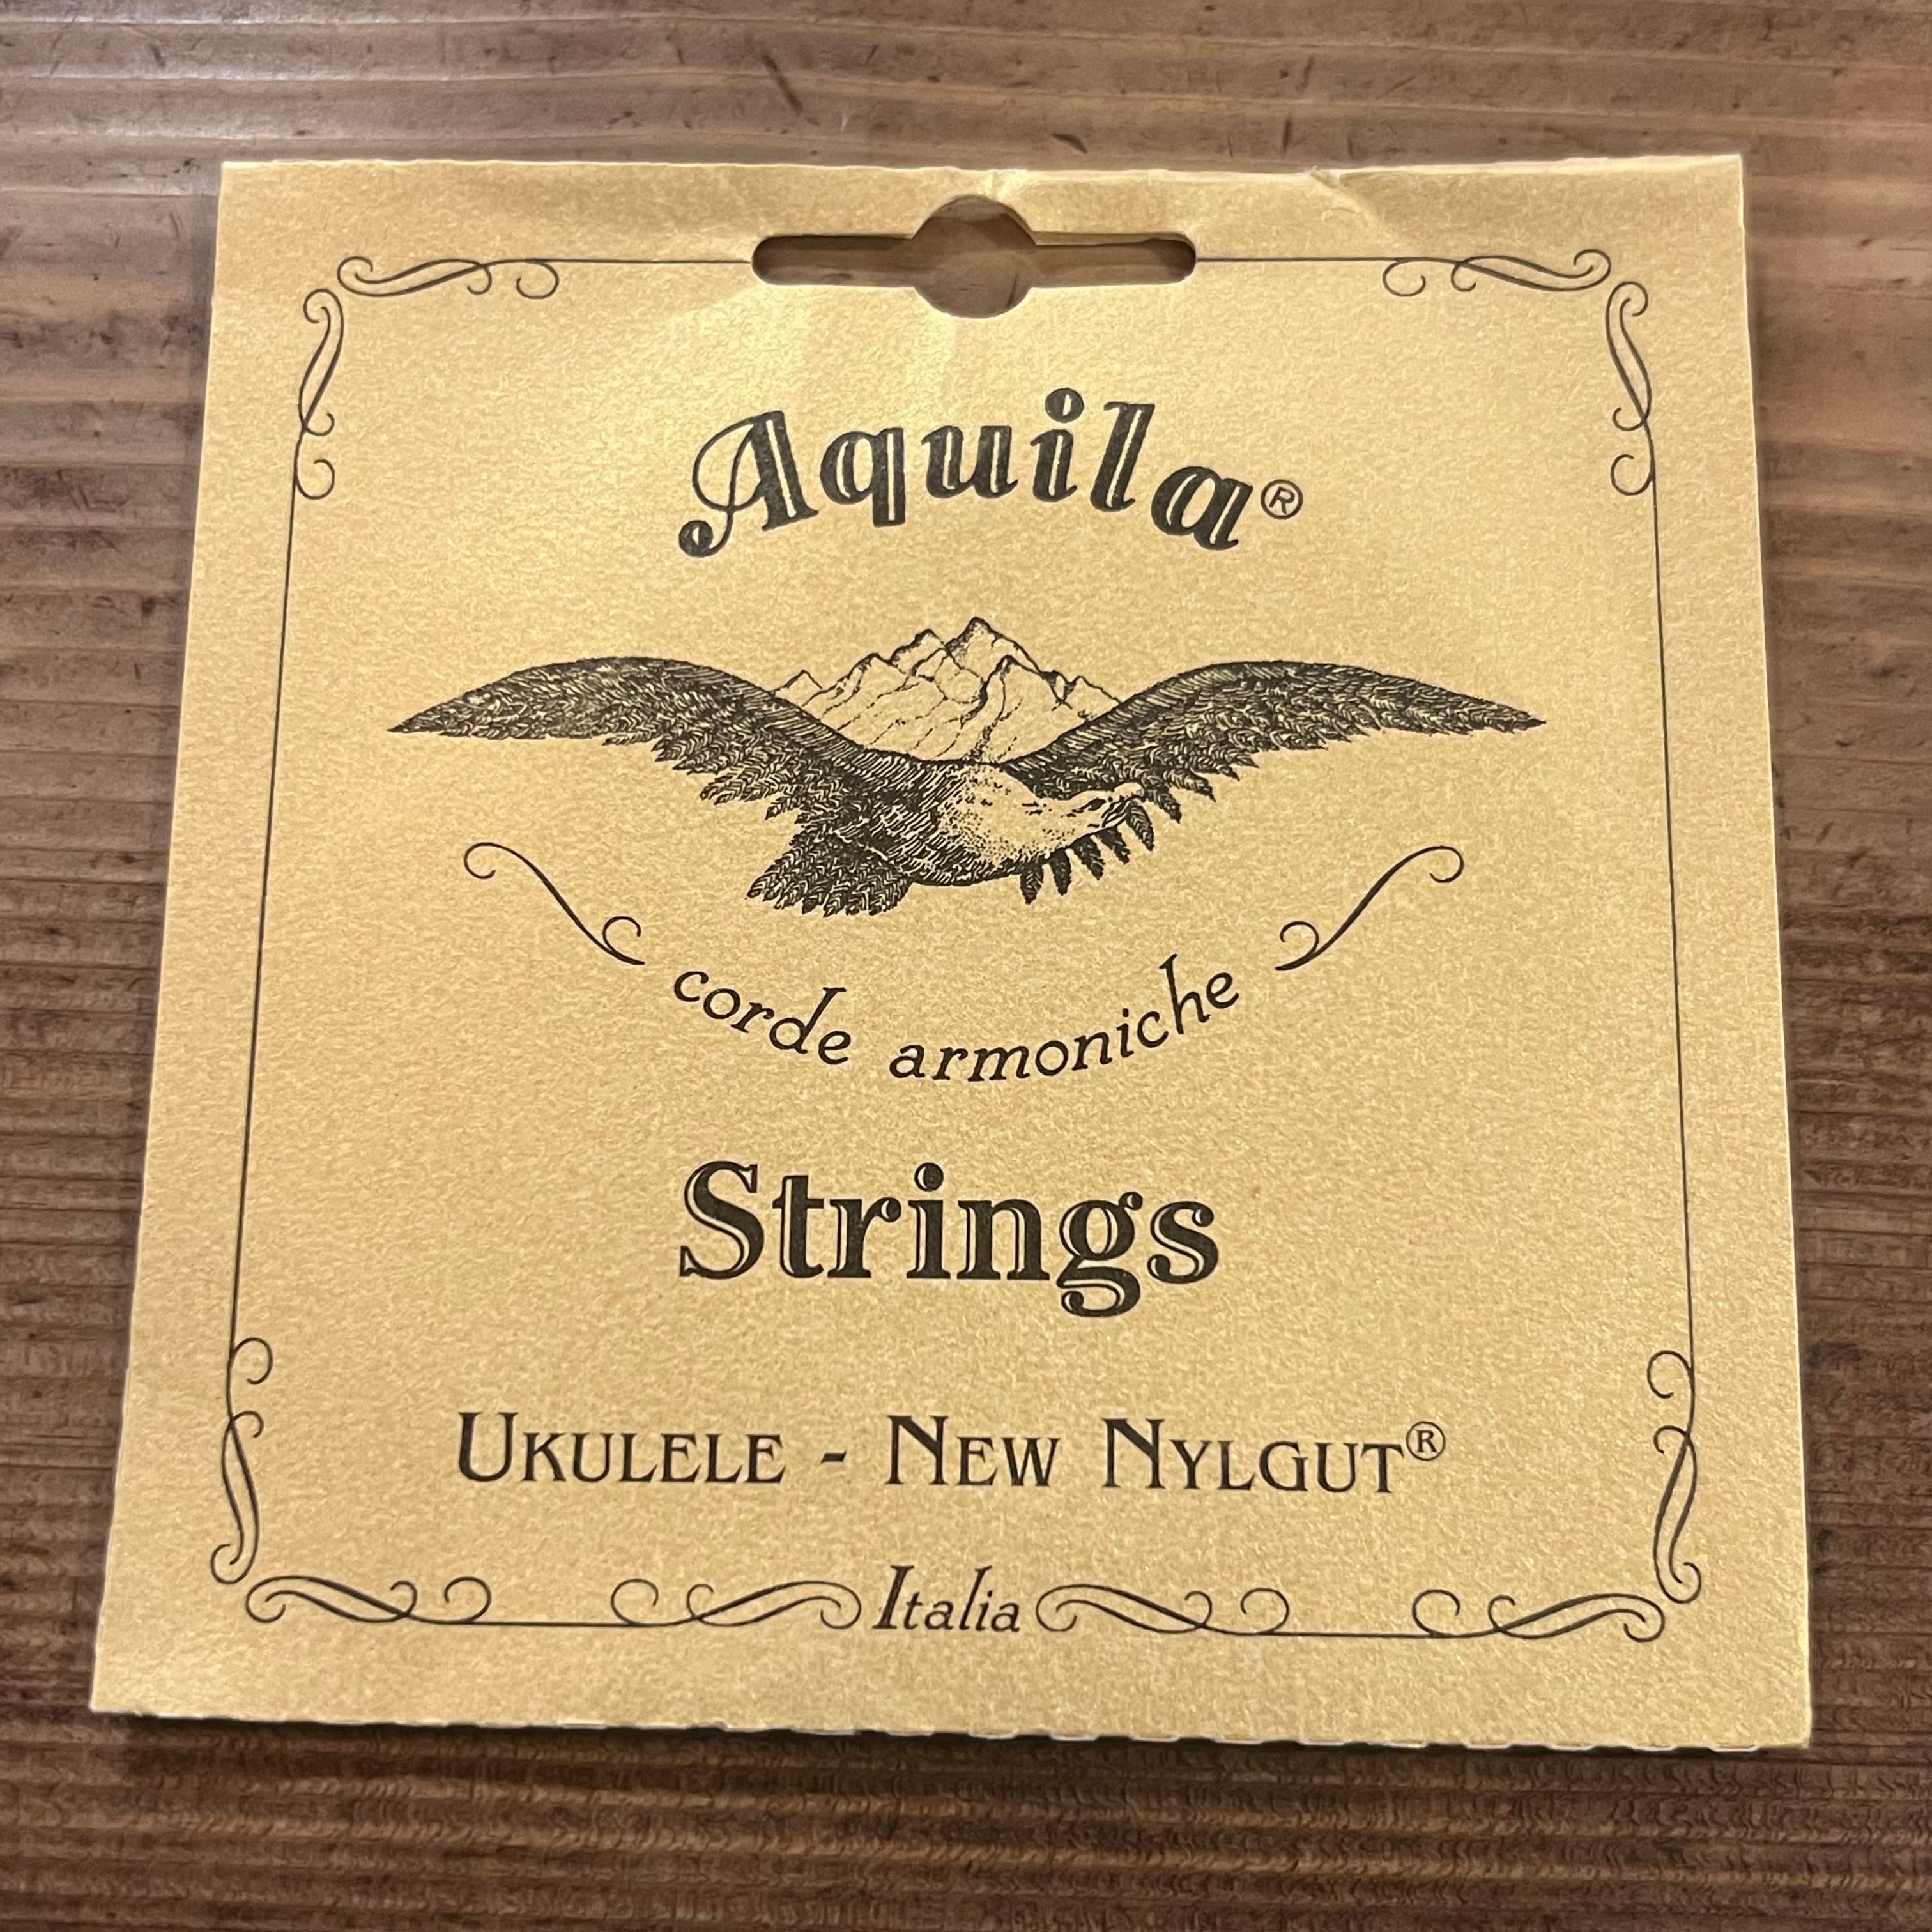 Aquila®
corde armoniche
Strings
UKULELE - NEW NYLGUT®
Italia